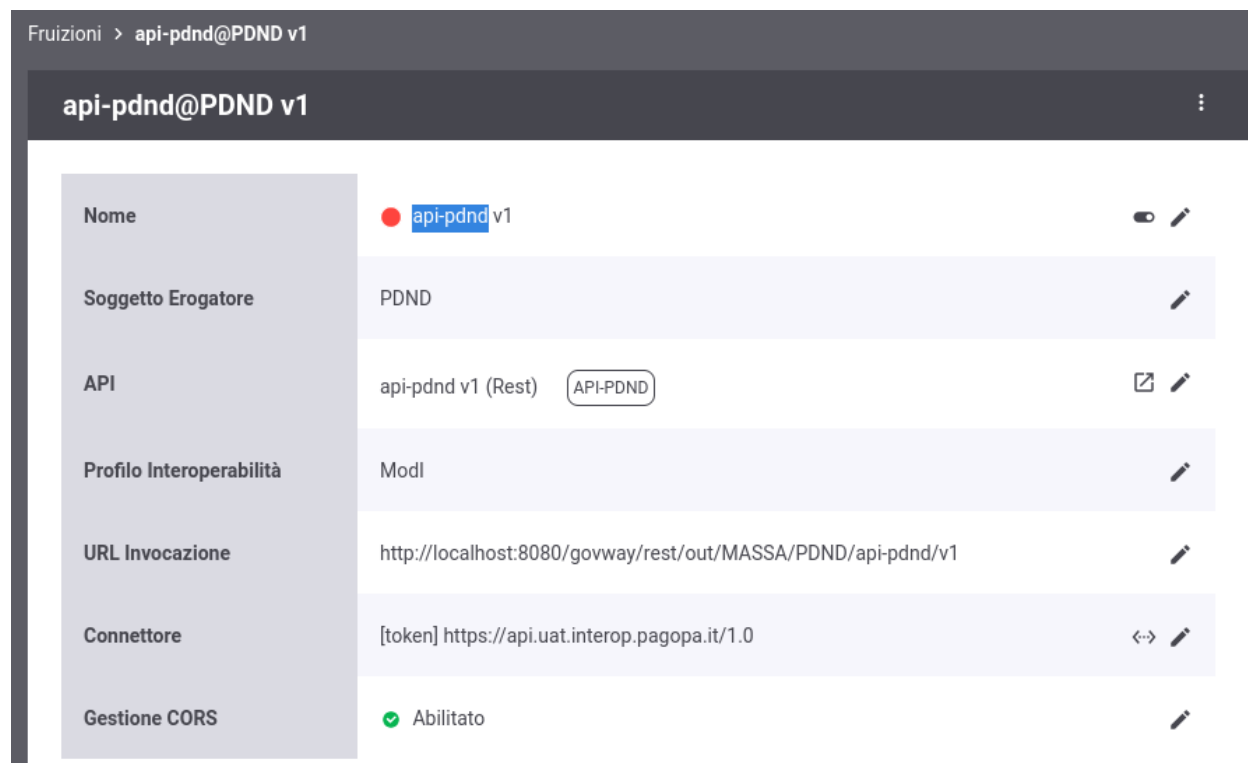 Fruizioni > api-pdnd@PDND v1
api-pdnd@PDND v1
Nome api-pdnd v1
Soggetto Erogatore PDND
API api-pdnd v1 (Rest) API-PDND
Profilo Interoperabilità ModI
URL Invocazione http://localhost:8080/govway/rest/out/MASSA/PDND/api-pdnd/v1
Connettore [token] https://api.uat.interop.pagopa.it/1.0
Gestione CORS Abilitato